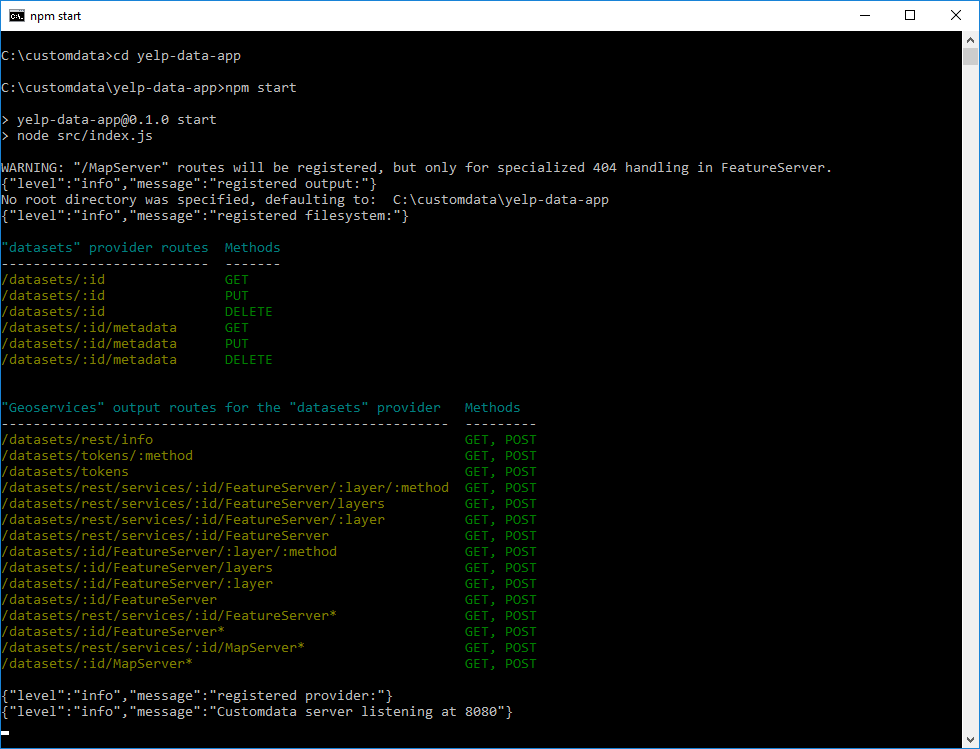 npm start
C:\customdata>cd yelp-data-app
C:\customdata\yelp-data-app>npm start
> yelp-data-app@0.1.0 start
> node src/index.js
WARNING: "/MapServer" routes will be registered, but only for specialized 404 handling in FeatureServer.
{"level":"info","message":"registered output:"}
No root directory was specified, defaulting to:  C:\customdata\yelp-data-app
{"level":"info","message":"registered filesystem:"}
"datasets" provider routes  Methods
--------------------------  -------
/datasets/:id               GET
/datasets/:id               PUT
/datasets/:id               DELETE
/datasets/:id/metadata      GET
/datasets/:id/metadata      PUT
/datasets/:id/metadata      DELETE
"Geoservices" output routes for the "datasets" provider   Methods
--------------------------------------------------------  ---------
/datasets/rest/info                                       GET, POST
/datasets/tokens/:method                                  GET, POST
/datasets/tokens                                          GET, POST
/datasets/rest/services/:id/FeatureServer/:layer/:method  GET, POST
/datasets/rest/services/:id/FeatureServer/layers          GET, POST
/datasets/rest/services/:id/FeatureServer/:layer          GET, POST
/datasets/rest/services/:id/FeatureServer                 GET, POST
/datasets/:id/FeatureServer/:layer/:method                GET, POST
/datasets/:id/FeatureServer/layers                        GET, POST
/datasets/:id/FeatureServer/:layer                        GET, POST
/datasets/:id/FeatureServer                               GET, POST
/datasets/rest/services/:id/FeatureServer*                GET, POST
/datasets/:id/FeatureServer*                              GET, POST
/datasets/rest/services/:id/MapServer*                    GET, POST
/datasets/:id/MapServer*                                  GET, POST
{"level":"info","message":"registered provider:"}
{"level":"info","message":"Customdata server listening at 8080"}